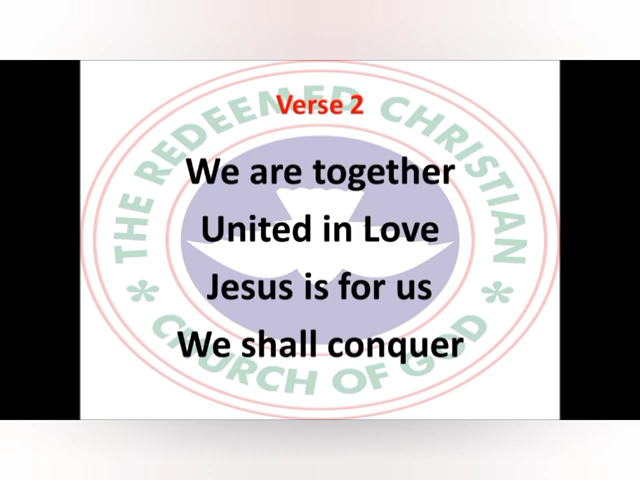 THE REDEEMED CHRISTIAN
Verse 2
We are together
United in Love
Jesus is for us
We shall conquer
CHURCH OF GOD